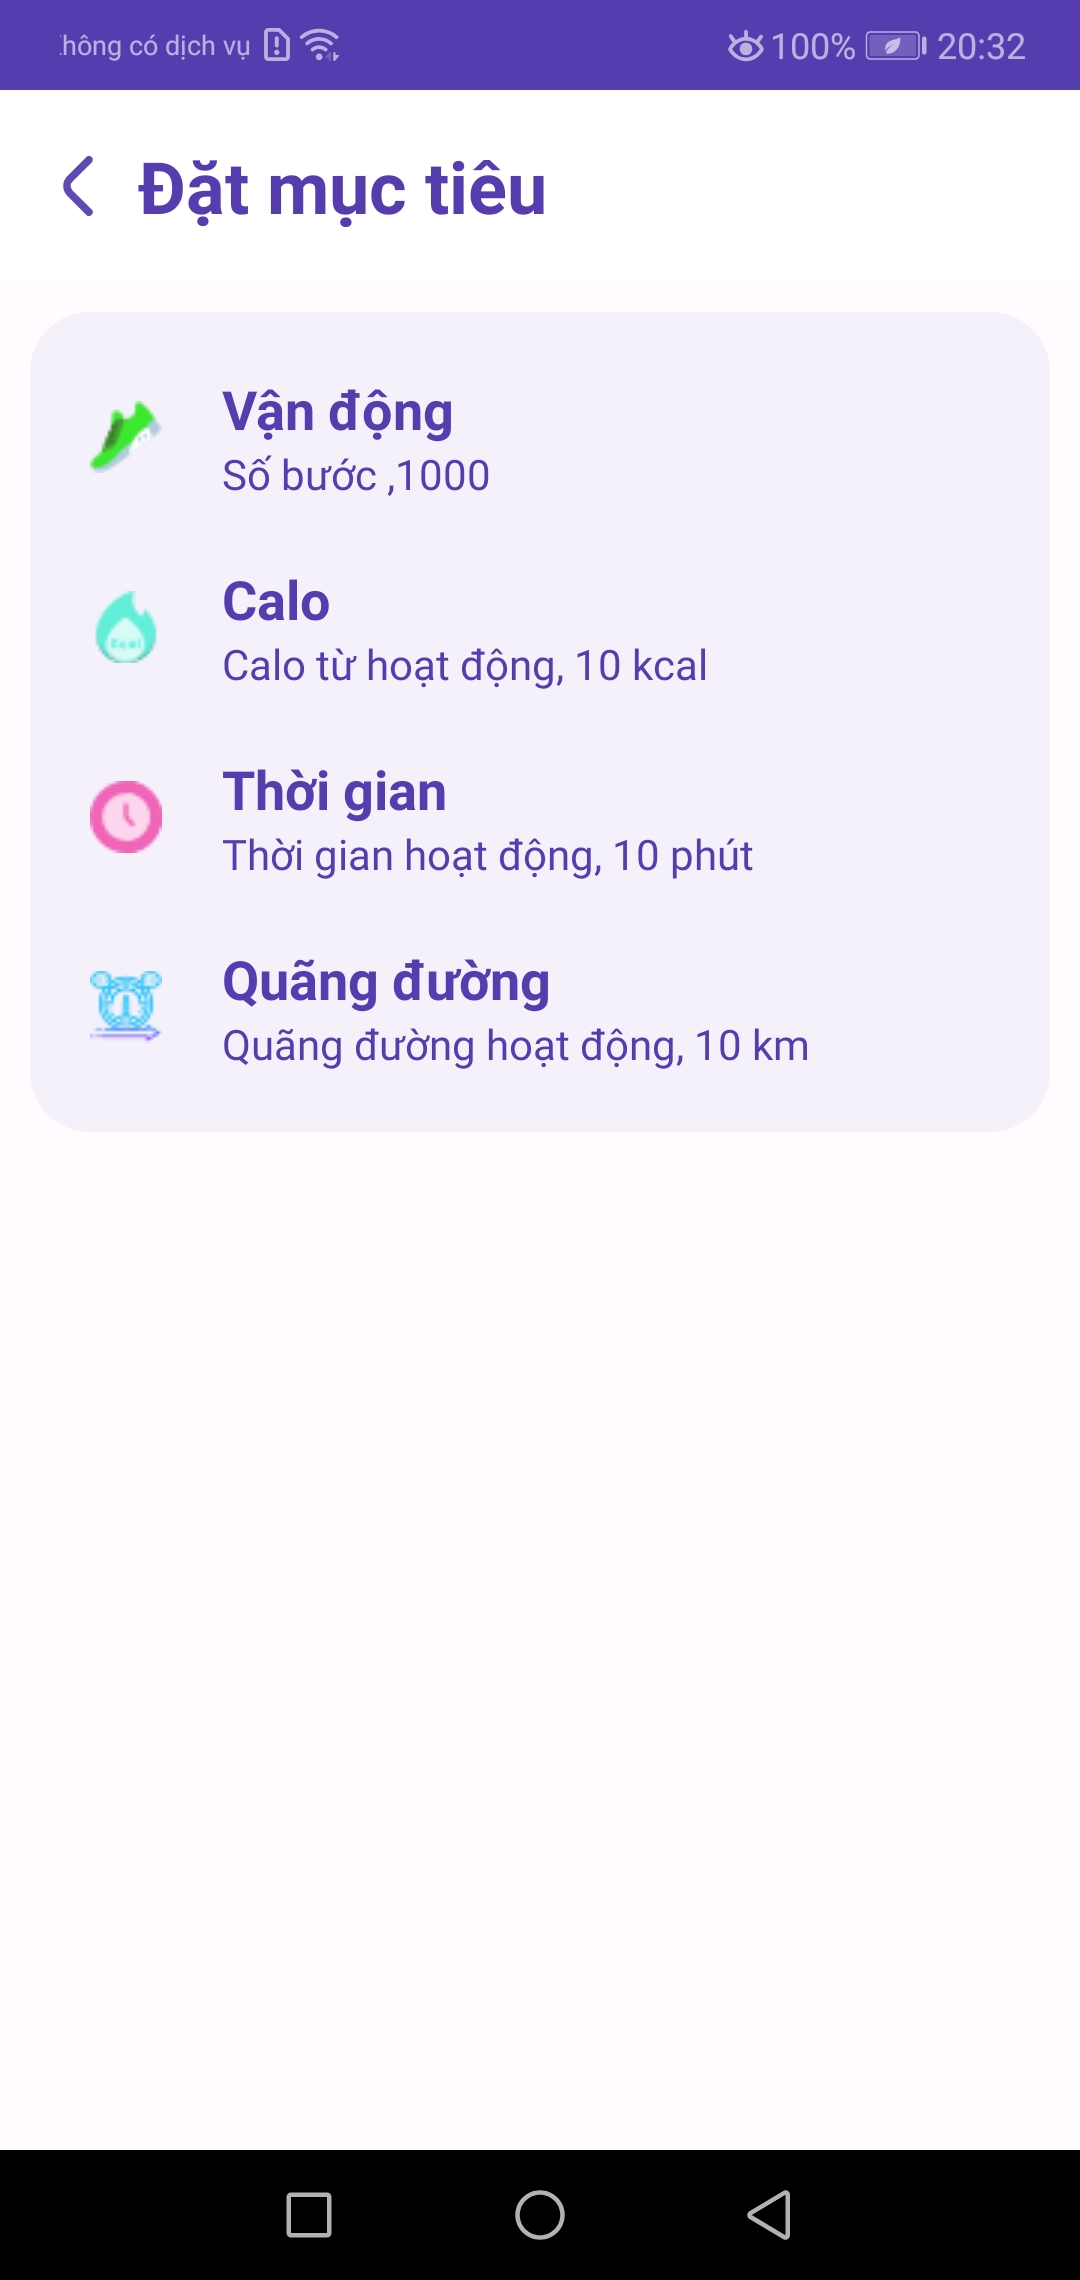 hông có dịch vụ 100% 20:32
Đặt mục tiêu
Vận động
Số bước ,1000
Calo
Calo từ hoạt động, 10 kcal
Thời gian
Thời gian hoạt động, 10 phút
Quãng đường
Quãng đường hoạt động, 10 km